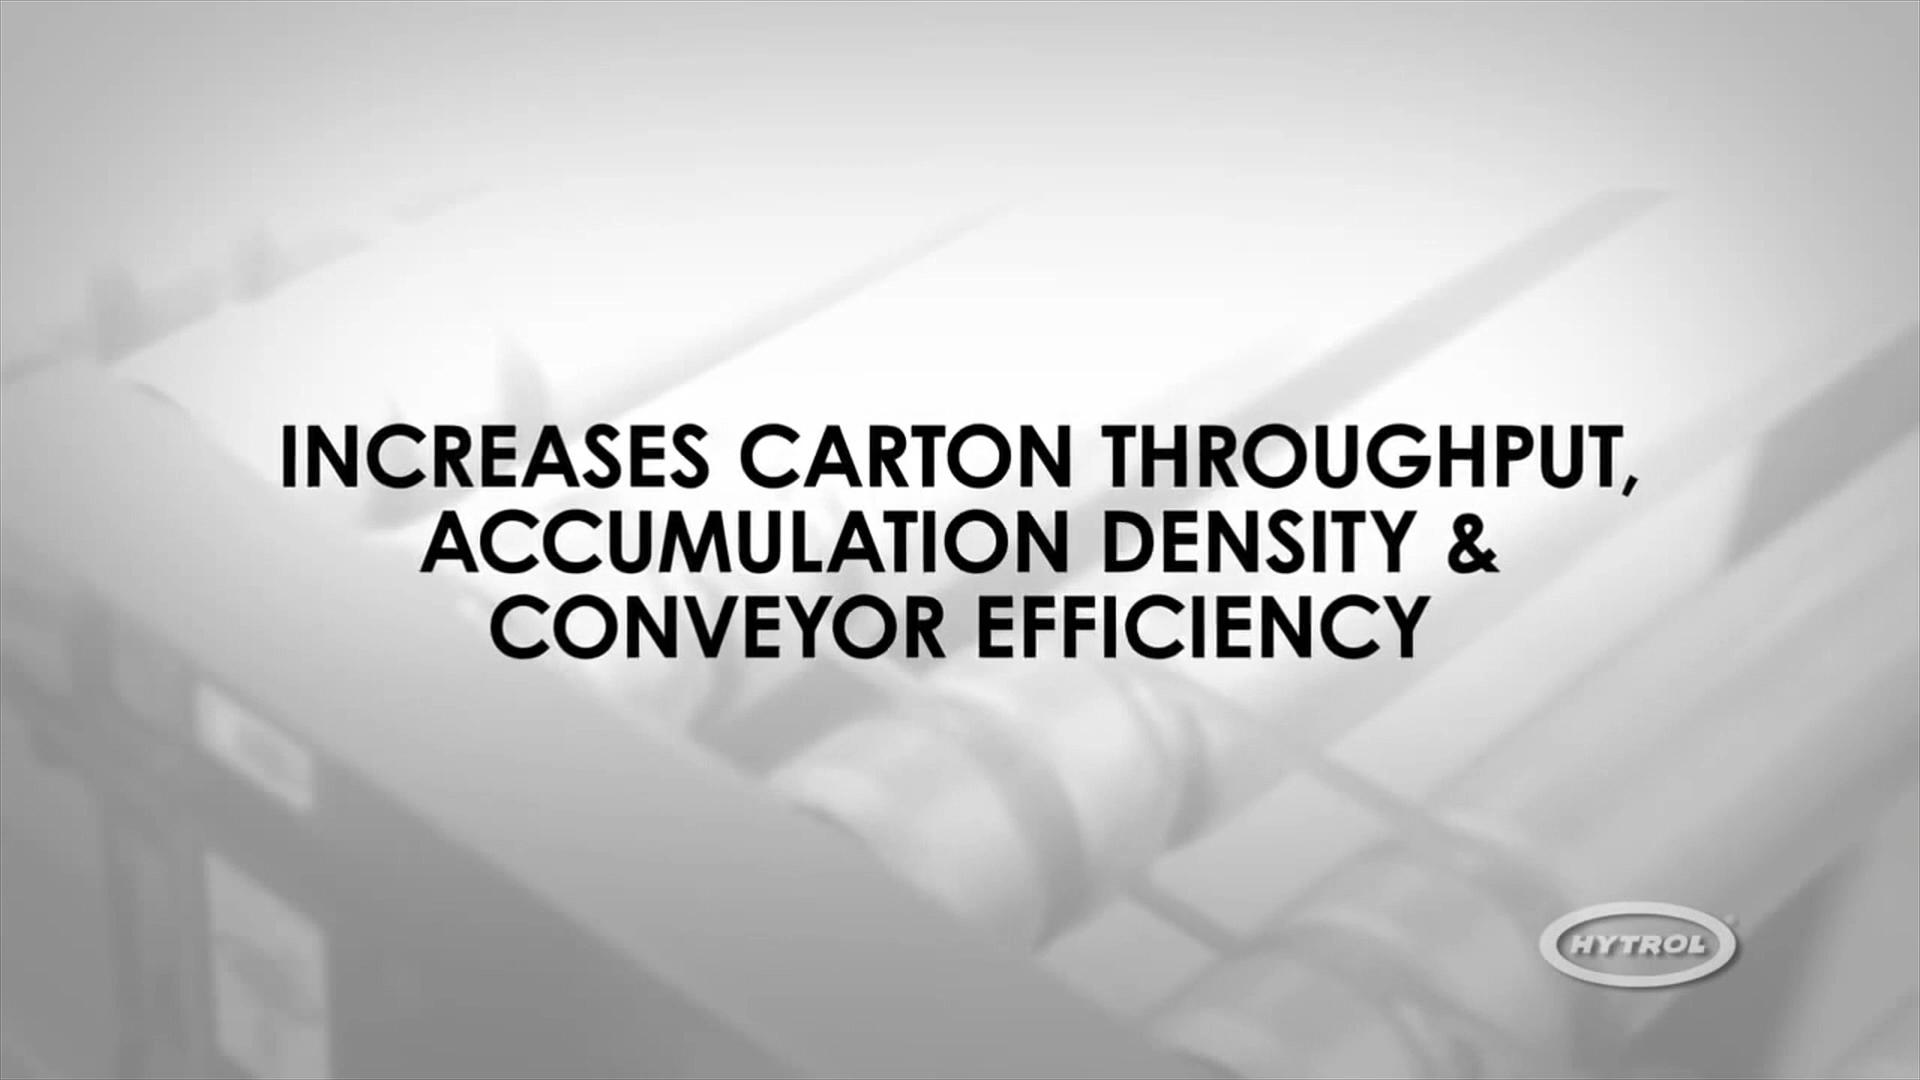 INCREASES CARTON THROUGHPUT,
ACCUMULATION DENSITY &
CONVEYOR EFFICIENCY
HYTROL